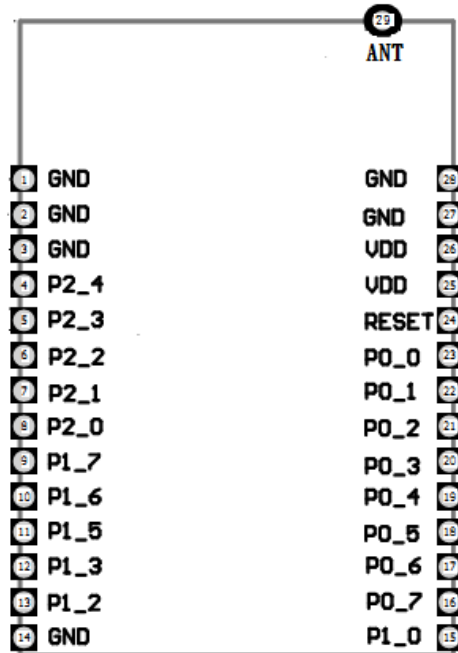 29
ANT
1 GND GND 28
2 GND GND 27
3 GND VDD 26
4 P2_4 VDD 25
5 P2_3 RESET 24
6 P2_2 P0_0 23
7 P2_1 P0_1 22
8 P2_0 P0_2 21
9 P1_7 P0_3 20
10 P1_6 P0_4 19
11 P1_5 P0_5 18
12 P1_3 P0_6 17
13 P1_2 P0_7 16
14 GND P1_0 15